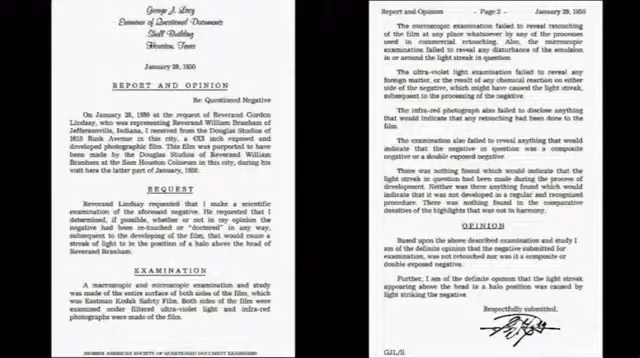 George J. Lacy
Examiner of Questioned Documents
Shell Building
Houston, Texas
January 29, 1950
REPORT AND OPINION
Re: Questioned Negative
On January 28, 1950 at the request of Reverend Gordon
Lindsay, who was representing Reverend William Branham of
Jeffersonville, Indiana, I received from the Douglas Studios of
1610 Rusk Avenue in this city, a 4X5 inch exposed and
developed photographic film. This film was purported to have
been made by the Douglas Studios of Reverend William
Branham at the Sam Houston Coliseum in this city, during his
visit here the latter part of January, 1950.
REQUEST
Reverend Lindsay requested that I make a scientific
examination of the aforesaid negative. He requested that I
determined, if possible, whether or not in my opinion the
negative had been re-touched or "doctored" in any way,
subsequent to the developing of the film, that would cause a
streak of light to in the position of a halo above the head of
Reverend Branham.
EXAMINATION
A macroscopic and microscopic examination and study
was made of the entire surface of both sides of the film, which
was Eastman Kodak Safety Film. Both sides of the film were
examined under filtered ultra-violet light and infra-red
photographs were made of the film.
(MEMBER AMERICAN SOCIETY OF QUESTIONED DOCUMENT EXAMINERS)
Report and Opinion - Page 2 - January 29, 1950
The microscopic examination failed to reveal retouching
of the film at any place whatsoever by any of the processes
used in commercial retouching. Also, the microscopic
examination failed to reveal any disturbance of the emulsion
in or around the light streak in question.
The ultra-violet light examination failed to reveal any
foreign matter, or the result of any chemical reaction on either
side of the negative, which might have caused the light streak,
subsequent to the processing of the negative.
The infra-red photograph also failed to disclose anything
that would indicate that any retouching had been done to the
film.
The examination also failed to reveal anything that would
indicate that the negative in question was a composite
negative or a double exposed negative.
There was nothing found which would indicate that the
light streak in question had been made during the process of
development. Neither was there anything found which would
indicate that it was not developed in a regular and recognized
procedure. There was nothing found in the comparative
densities of the highlights that was not in harmony.
OPINION
Based upon the above described examination and study I
am of the definite opinion that the negative submitted for
examination, was not retouched nor was it a composite or
double exposed negative.
Further, I am of the definite opinion that the light streak
appearing above the head in a halo position was caused by
light striking the negative.
Respectfully submitted,
GJL/ll